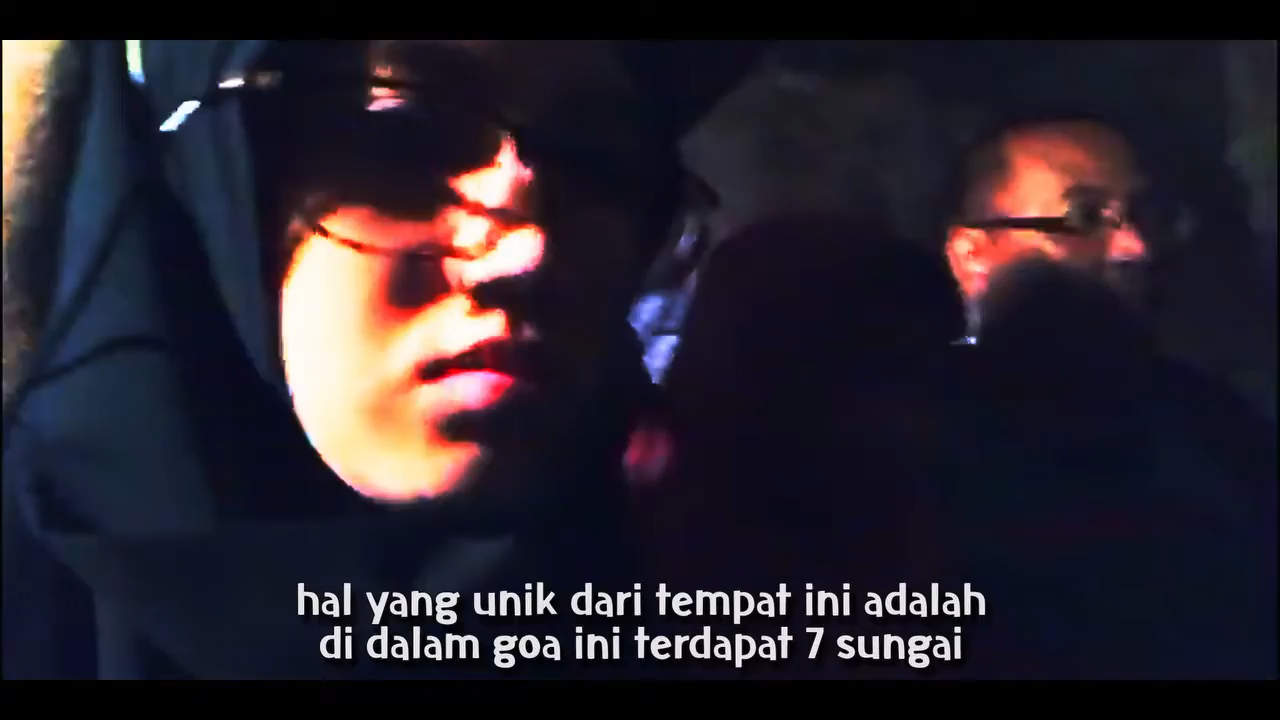 hal yang unik dari tempat ini adalah
di dalam goa ini terdapat 7 sungai